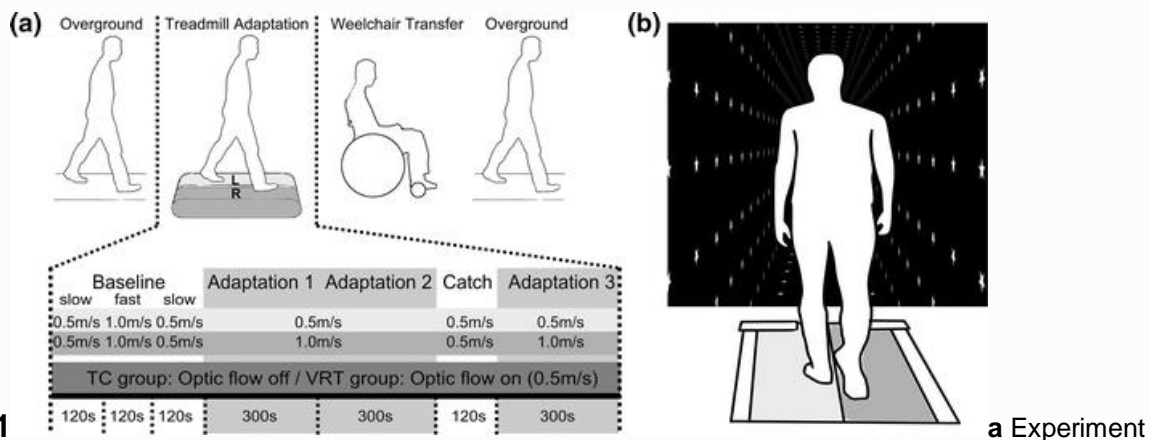 (a) Overground Treadmill Adaptation Weelchair Transfer Overground
L
R
Baseline
slow fast slow
Adaptation 1 Adaptation 2 Catch Adaptation 3
0.5m/s 1.0m/s 0.5m/s 0.5m/s 0.5m/s 0.5m/s
0.5m/s 1.0m/s 0.5m/s 1.0m/s 0.5m/s 1.0m/s
TC group: Optic flow off / VRT group: Optic flow on (0.5m/s)
120s 120s 120s 300s 300s 120s 300s
(b)
1 a Experiment